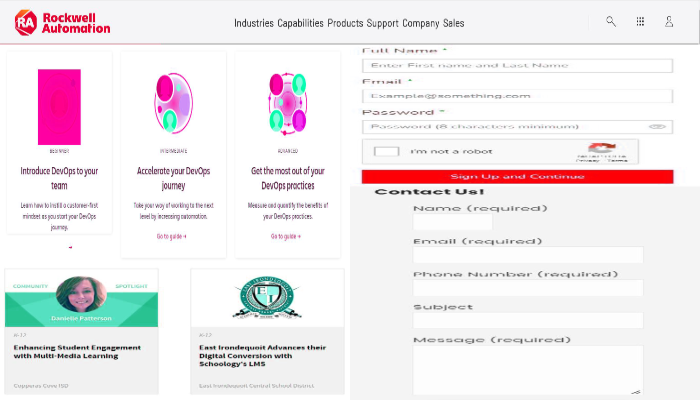 RA Rockwell
Automation
Industries Capabilities Products Support Company Sales
BEGINNER
Introduce DevOps to your
team
Learn how to instill a customer-first
mindset as you start your DevOps
journey.
INTERMEDIATE
Accelerate your DevOps
journey
Take your way of working to the next
level by increasing automation.
Go to guide →
ADVANCED
Get the most out of your
DevOps practices
Measure and quantify the benefits of
your DevOps practices.
Go to guide →
COMMUNITY SPOTLIGHT
Danielle Patterson
K-12
Enhancing Student Engagement
with Multi-Media Learning
Copperas Cove ISD
EI
K-12
East Irondequoit Advances their
Digital Conversion with
Schoology's LMS
East Irondequoit Central School District
Full Name *
Enter First name and Last Name
Email *
Example@something.com
Password *
Password (6 characters minimum)
I'm not a robot
Privacy - Terms
Sign Up and Continue
Contact Us!
Name (required)
Email (required)
Phone Number (required)
Subject
Message (required)